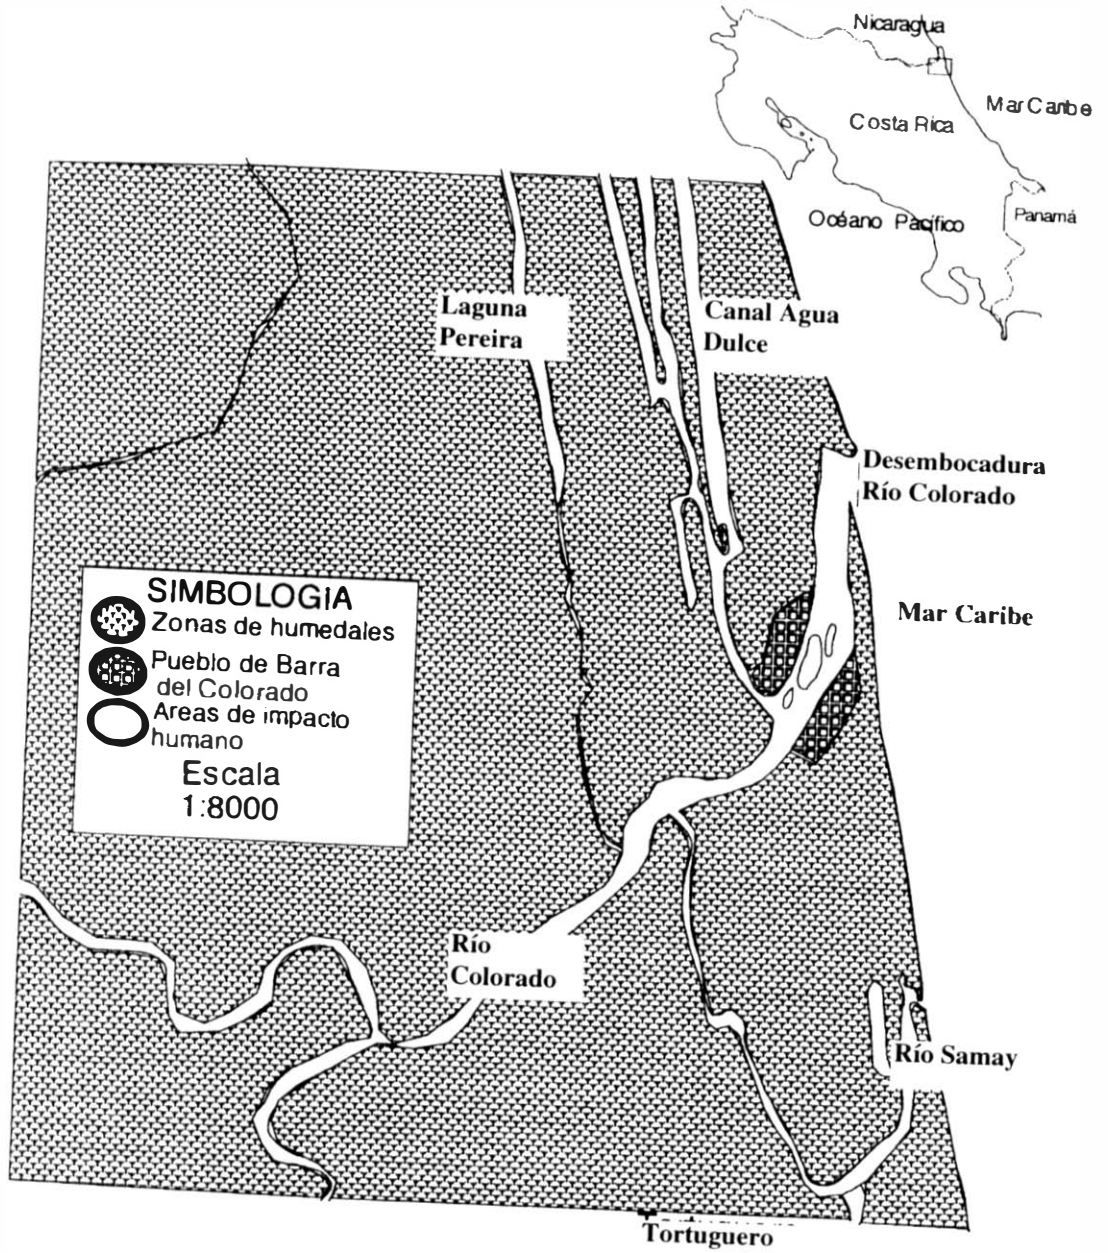 Nicaragua
Mar Caribe
Costa Rica
Océano Pacífico
Panamá
Laguna
Pereira
Canal Agua
Dulce
Desembocadura
Río Colorado
Mar Caribe
SIMBOLOGiA
Zonas de humedales
Pueblo de Barra
del Colorado
Areas de impacto
humano
Escala
1:8000
Río
Colorado
Río Samay
Tortuguero